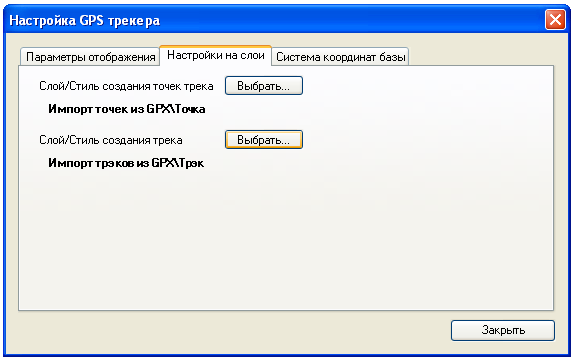 Настройка GPS трекера
Параметры отображения Настройки на слои Система координат базы
Слой/Стиль создания точек трека Выбрать...
Импорт точек из GPX\Точка
Слой/Стиль создания трека Выбрать...
Импорт трэков из GPX\Трэк
Закрыть